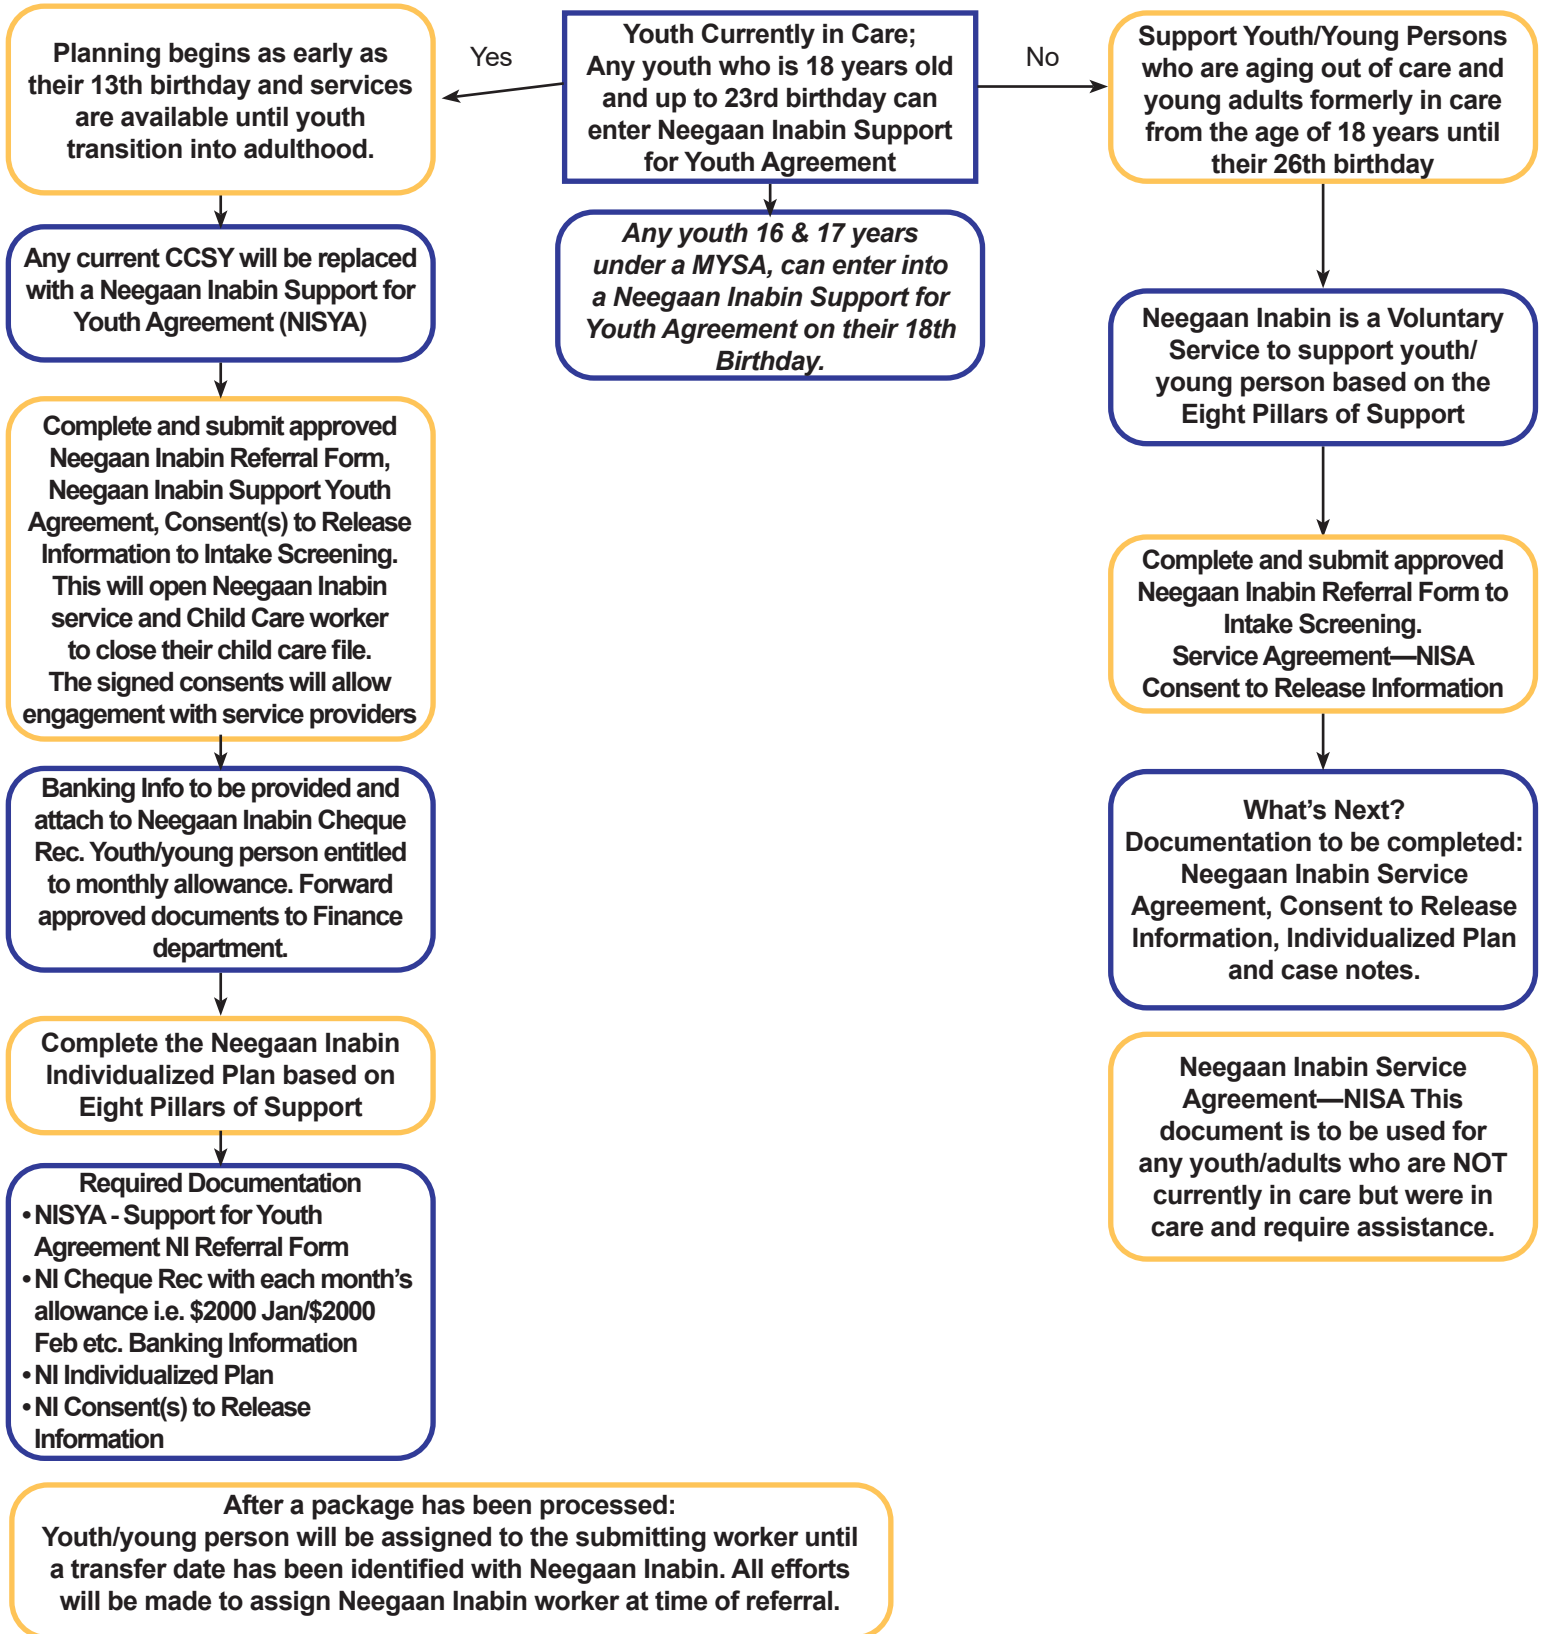 Planning begins as early as
their 13th birthday and services
are available until youth
transition into adulthood.
Yes
Youth Currently in Care;
Any youth who is 18 years old
and up to 23rd birthday can
enter Neegaan Inabin Support
for Youth Agreement
No
Support Youth/Young Persons
who are aging out of care and
young adults formerly in care
from the age of 18 years until
their 26th birthday
Any current CCSY will be replaced
with a Neegaan Inabin Support for
Youth Agreement (NISYA)
Any youth 16 & 17 years
under a MYSA, can enter into
a Neegaan Inabin Support for
Youth Agreement on their 18th
Birthday.
Neegaan Inabin is a Voluntary
Service to support youth/
young person based on the
Eight Pillars of Support
Complete and submit approved
Neegaan Inabin Referral Form,
Neegaan Inabin Support Youth
Agreement, Consent(s) to Release
Information to Intake Screening.
This will open Neegaan Inabin
service and Child Care worker
to close their child care file.
The signed consents will allow
engagement with service providers
Complete and submit approved
Neegaan Inabin Referral Form to
Intake Screening.
Service Agreement—NISA
Consent to Release Information
Banking Info to be provided and
attach to Neegaan Inabin Cheque
Rec. Youth/young person entitled
to monthly allowance. Forward
approved documents to Finance
department.
What's Next?
Documentation to be completed:
Neegaan Inabin Service
Agreement, Consent to Release
Information, Individualized Plan
and case notes.
Complete the Neegaan Inabin
Individualized Plan based on
Eight Pillars of Support
Neegaan Inabin Service
Agreement—NISA This
document is to be used for
any youth/adults who are NOT
currently in care but were in
care and require assistance.
Required Documentation
• NISYA - Support for Youth
Agreement NI Referral Form
• NI Cheque Rec with each month's
allowance i.e. $2000 Jan/$2000
Feb etc. Banking Information
• NI Individualized Plan
• NI Consent(s) to Release
Information
After a package has been processed:
Youth/young person will be assigned to the submitting worker until
a transfer date has been identified with Neegaan Inabin. All efforts
will be made to assign Neegaan Inabin worker at time of referral.